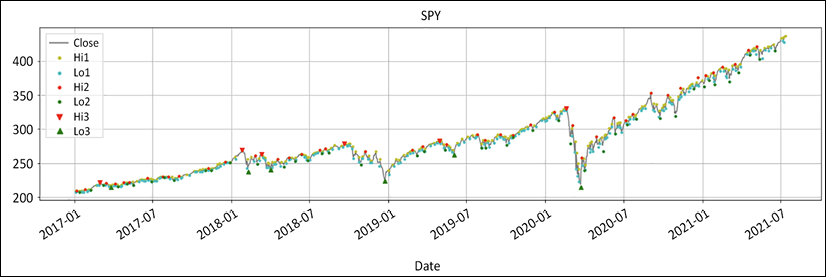 SPY
Close
Hi1
Lo1
Hi2
Lo2
Hi3
Lo3
400
350
300
250
200
2017-01
2017-07
2018-01
2018-07
2019-01
2019-07
2020-01
2020-07
2021-01
2021-07
Date